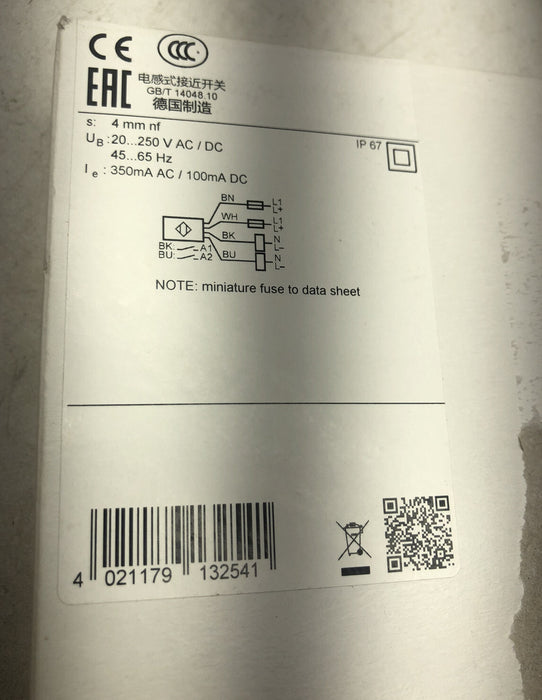 CE CCC
EAC 电感式接近开关
GB/T 14048.10
德国制造
s: 4 mm nf
UB:20...250 V AC / DC
IP 67
45...65 Hz
Ie : 350mA AC / 100mA DC
BN L1
L+
WH L1
L+
BK N
L-
BK: A1
BU: A2
BU N
L-
NOTE: miniature fuse to data sheet
4 021179 132541